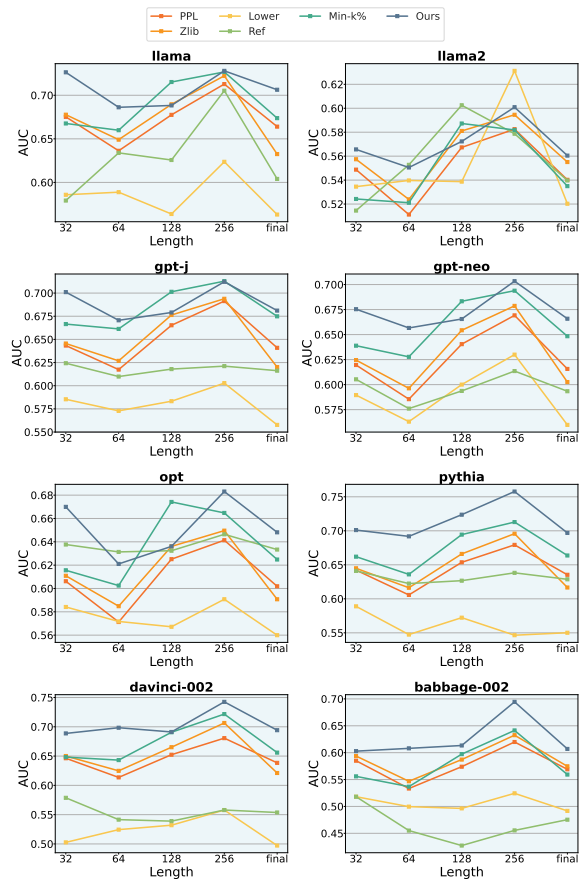 PPL Lower Min-k% Ours
Zlib Ref
llama
0.70
0.65
0.60
AUC
32 64 128 256 final
Length
llama2
0.62
0.60
0.58
0.56
0.54
0.52
AUC
32 64 128 256 final
Length
gpt-j
0.700
0.675
0.650
0.625
0.600
0.575
0.550
AUC
32 64 128 256 final
Length
gpt-neo
0.700
0.675
0.650
0.625
0.600
0.575
AUC
32 64 128 256 final
Length
opt
0.68
0.66
0.64
0.62
0.60
0.58
0.56
AUC
32 64 128 256 final
Length
pythia
0.75
0.70
0.65
0.60
0.55
AUC
32 64 128 256 final
Length
davinci-002
0.75
0.70
0.65
0.60
0.55
0.50
AUC
32 64 128 256 final
Length
babbage-002
0.70
0.65
0.60
0.55
0.50
0.45
AUC
32 64 128 256 final
Length